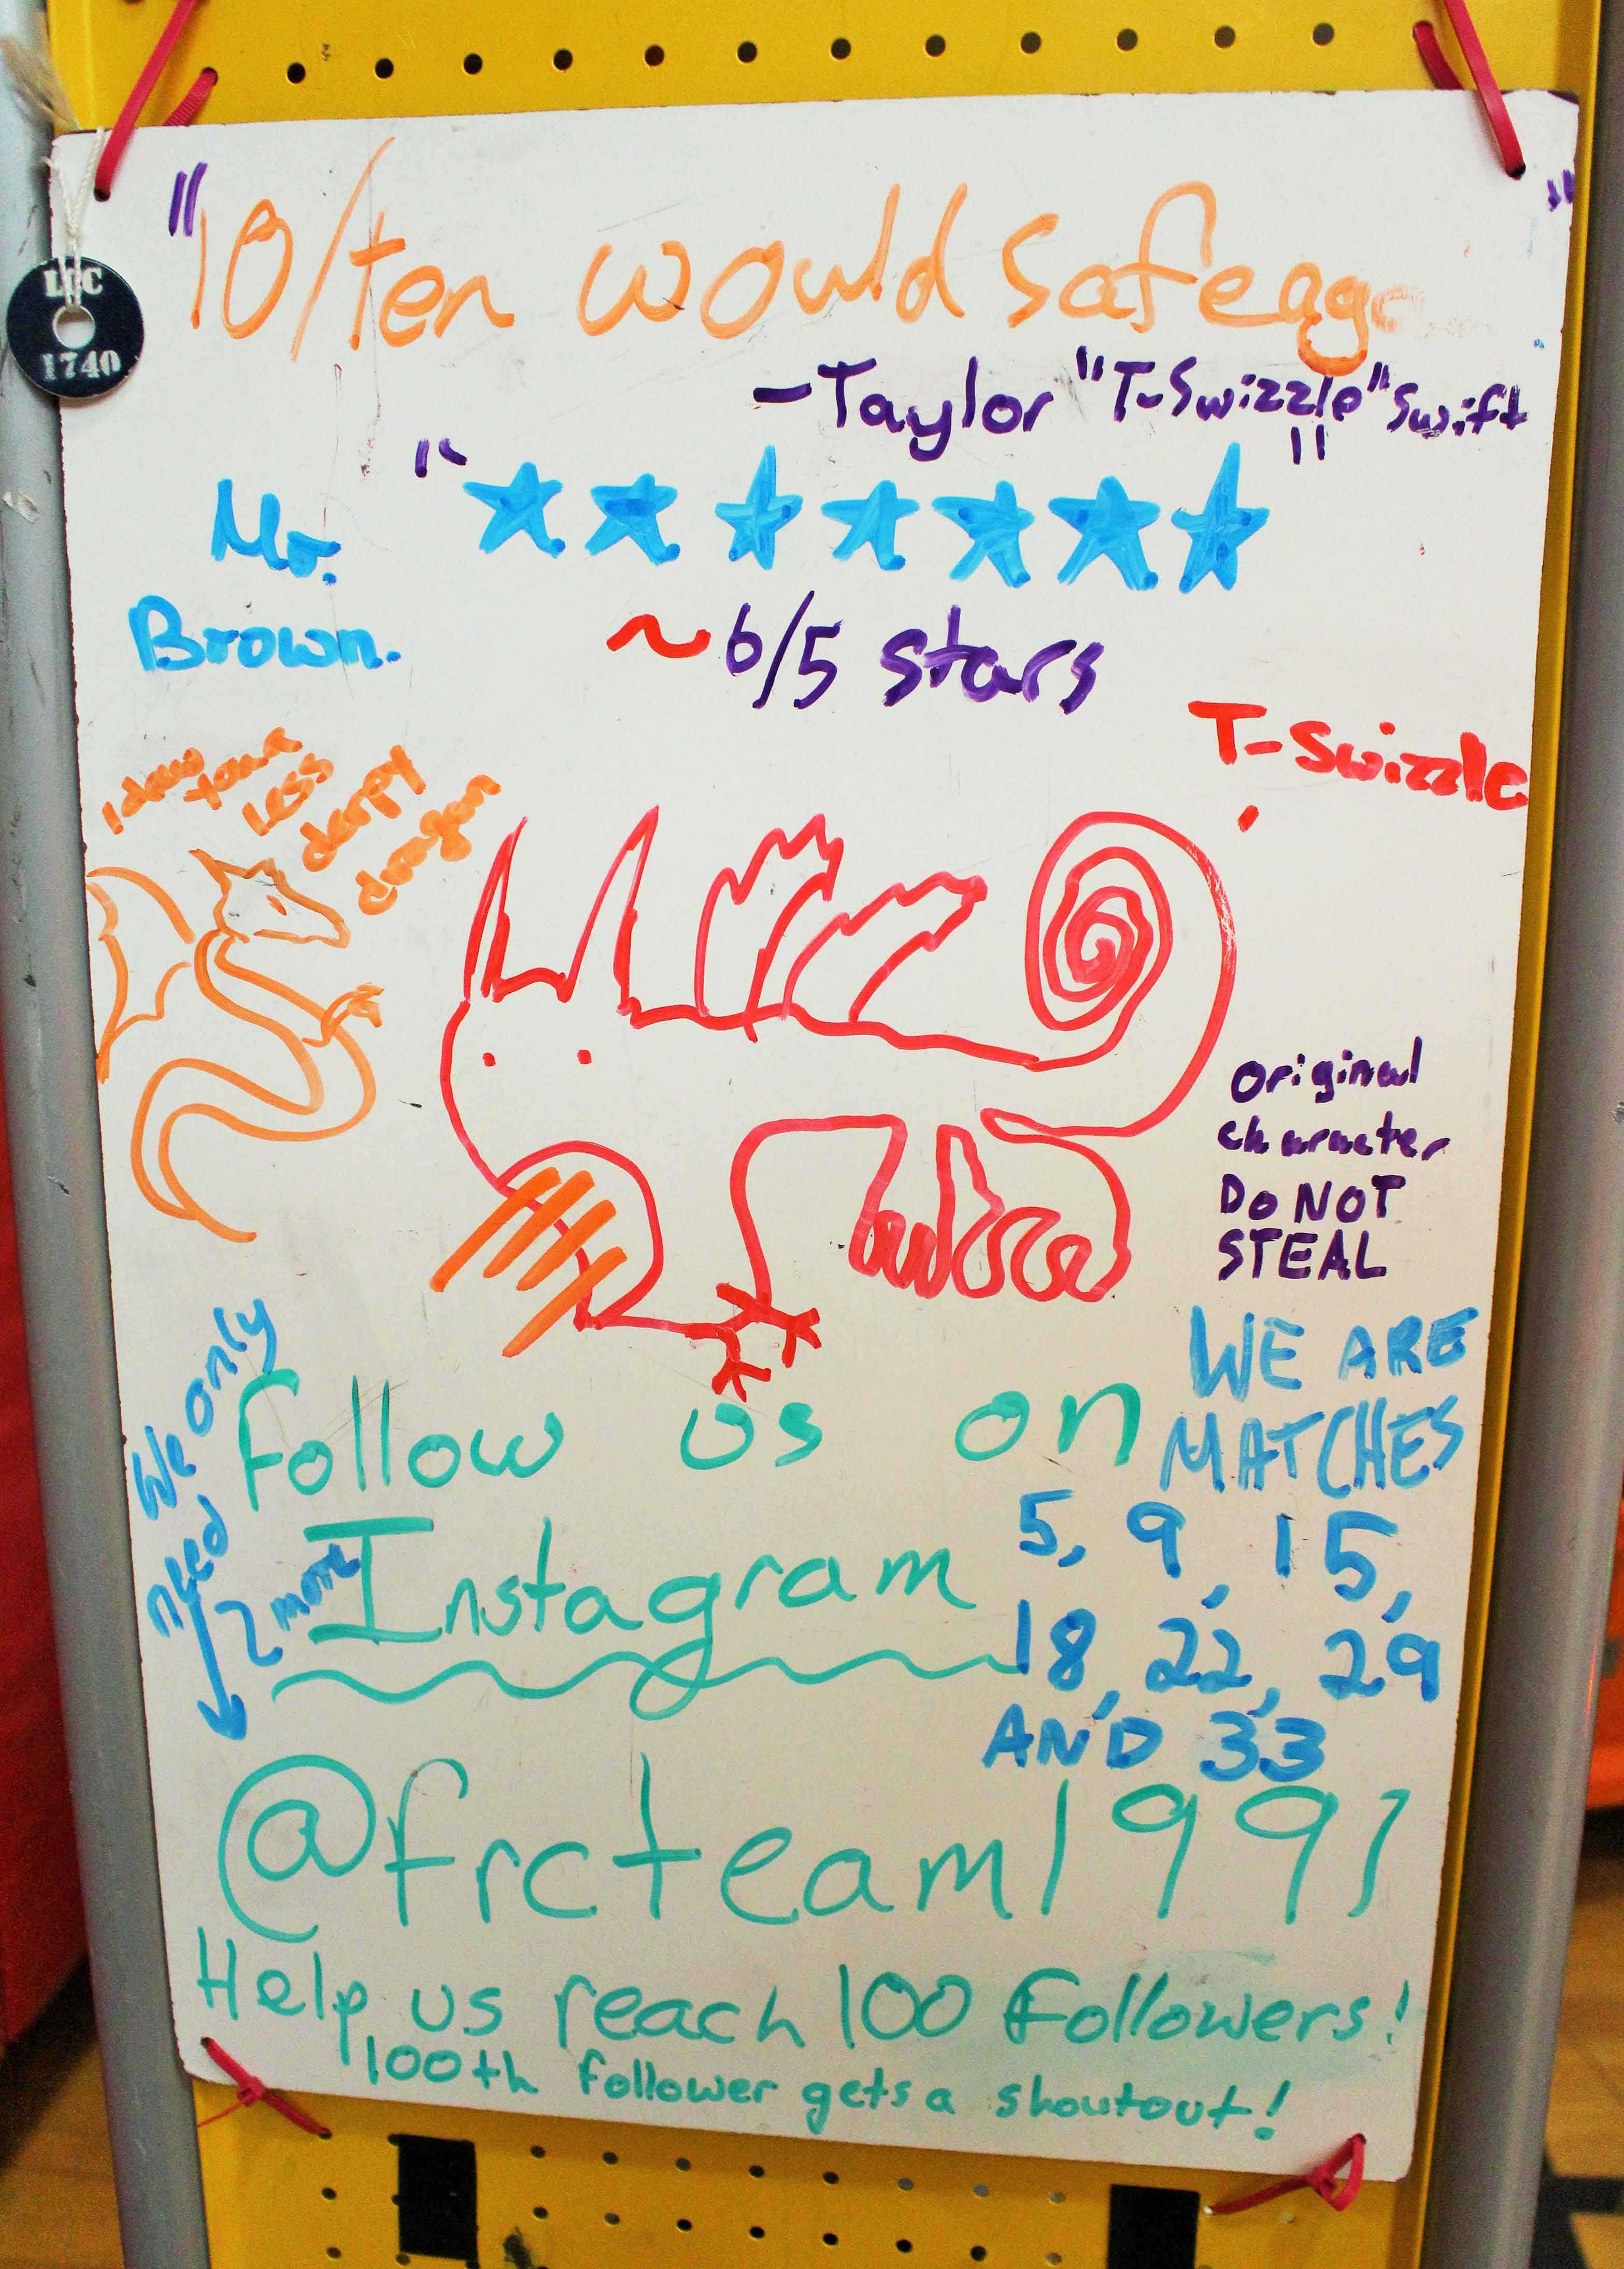 "10/ten would safeage"
LDC
1740
-Taylor "T-Swizzle" Swift
Mr.
Brown.
~6/5 stars
T-Swizzle
I draw
less
derpy
dragon
Original
character
Do NOT
STEAL
We only
need
2 more
WE ARE
MATCHES
5, 9, 15,
18, 22, 29
AND 33
Follow us on
Instagram
@frcteam1991
Help us reach 100 Followers!
100th follower gets a shoutout!